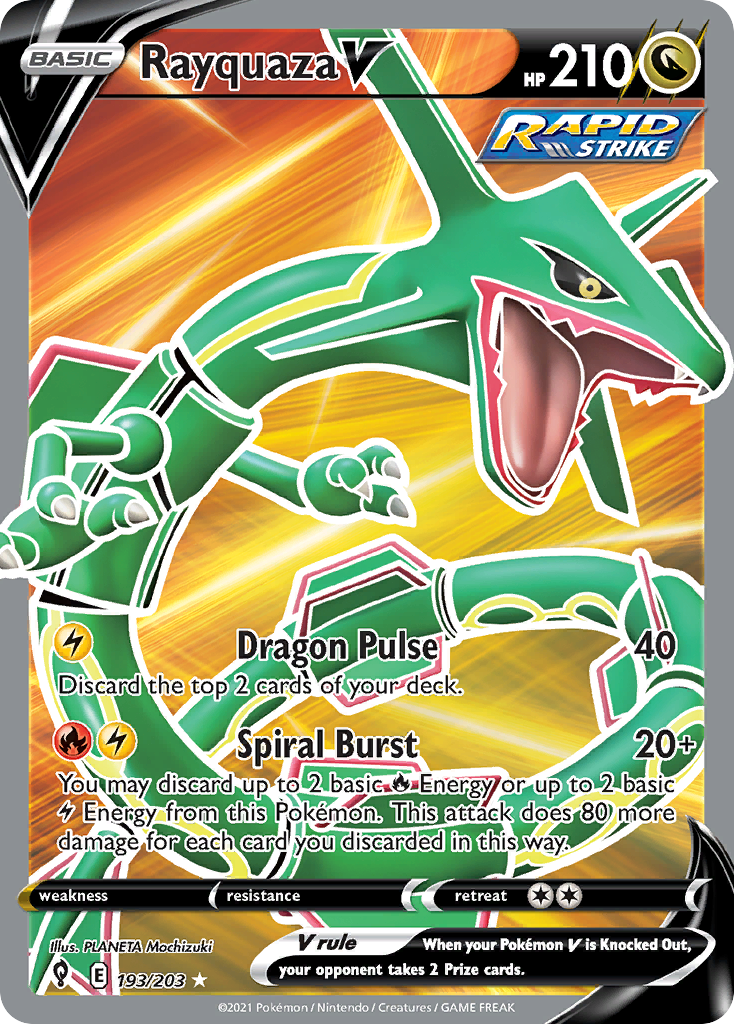 BASIC Rayquaza V HP 210
RAPID
STRIKE
Dragon Pulse 40
Discard the top 2 cards of your deck.
Spiral Burst 20+
You may discard up to 2 basic Energy or up to 2 basic
Energy from this Pokémon. This attack does 80 more
damage for each card you discarded in this way.
weakness resistance retreat
Illus. PLANETA Mochizuki
V rule When your Pokémon V is Knocked Out,
your opponent takes 2 Prize cards.
E 193/203
©2021 Pokémon / Nintendo / Creatures / GAME FREAK